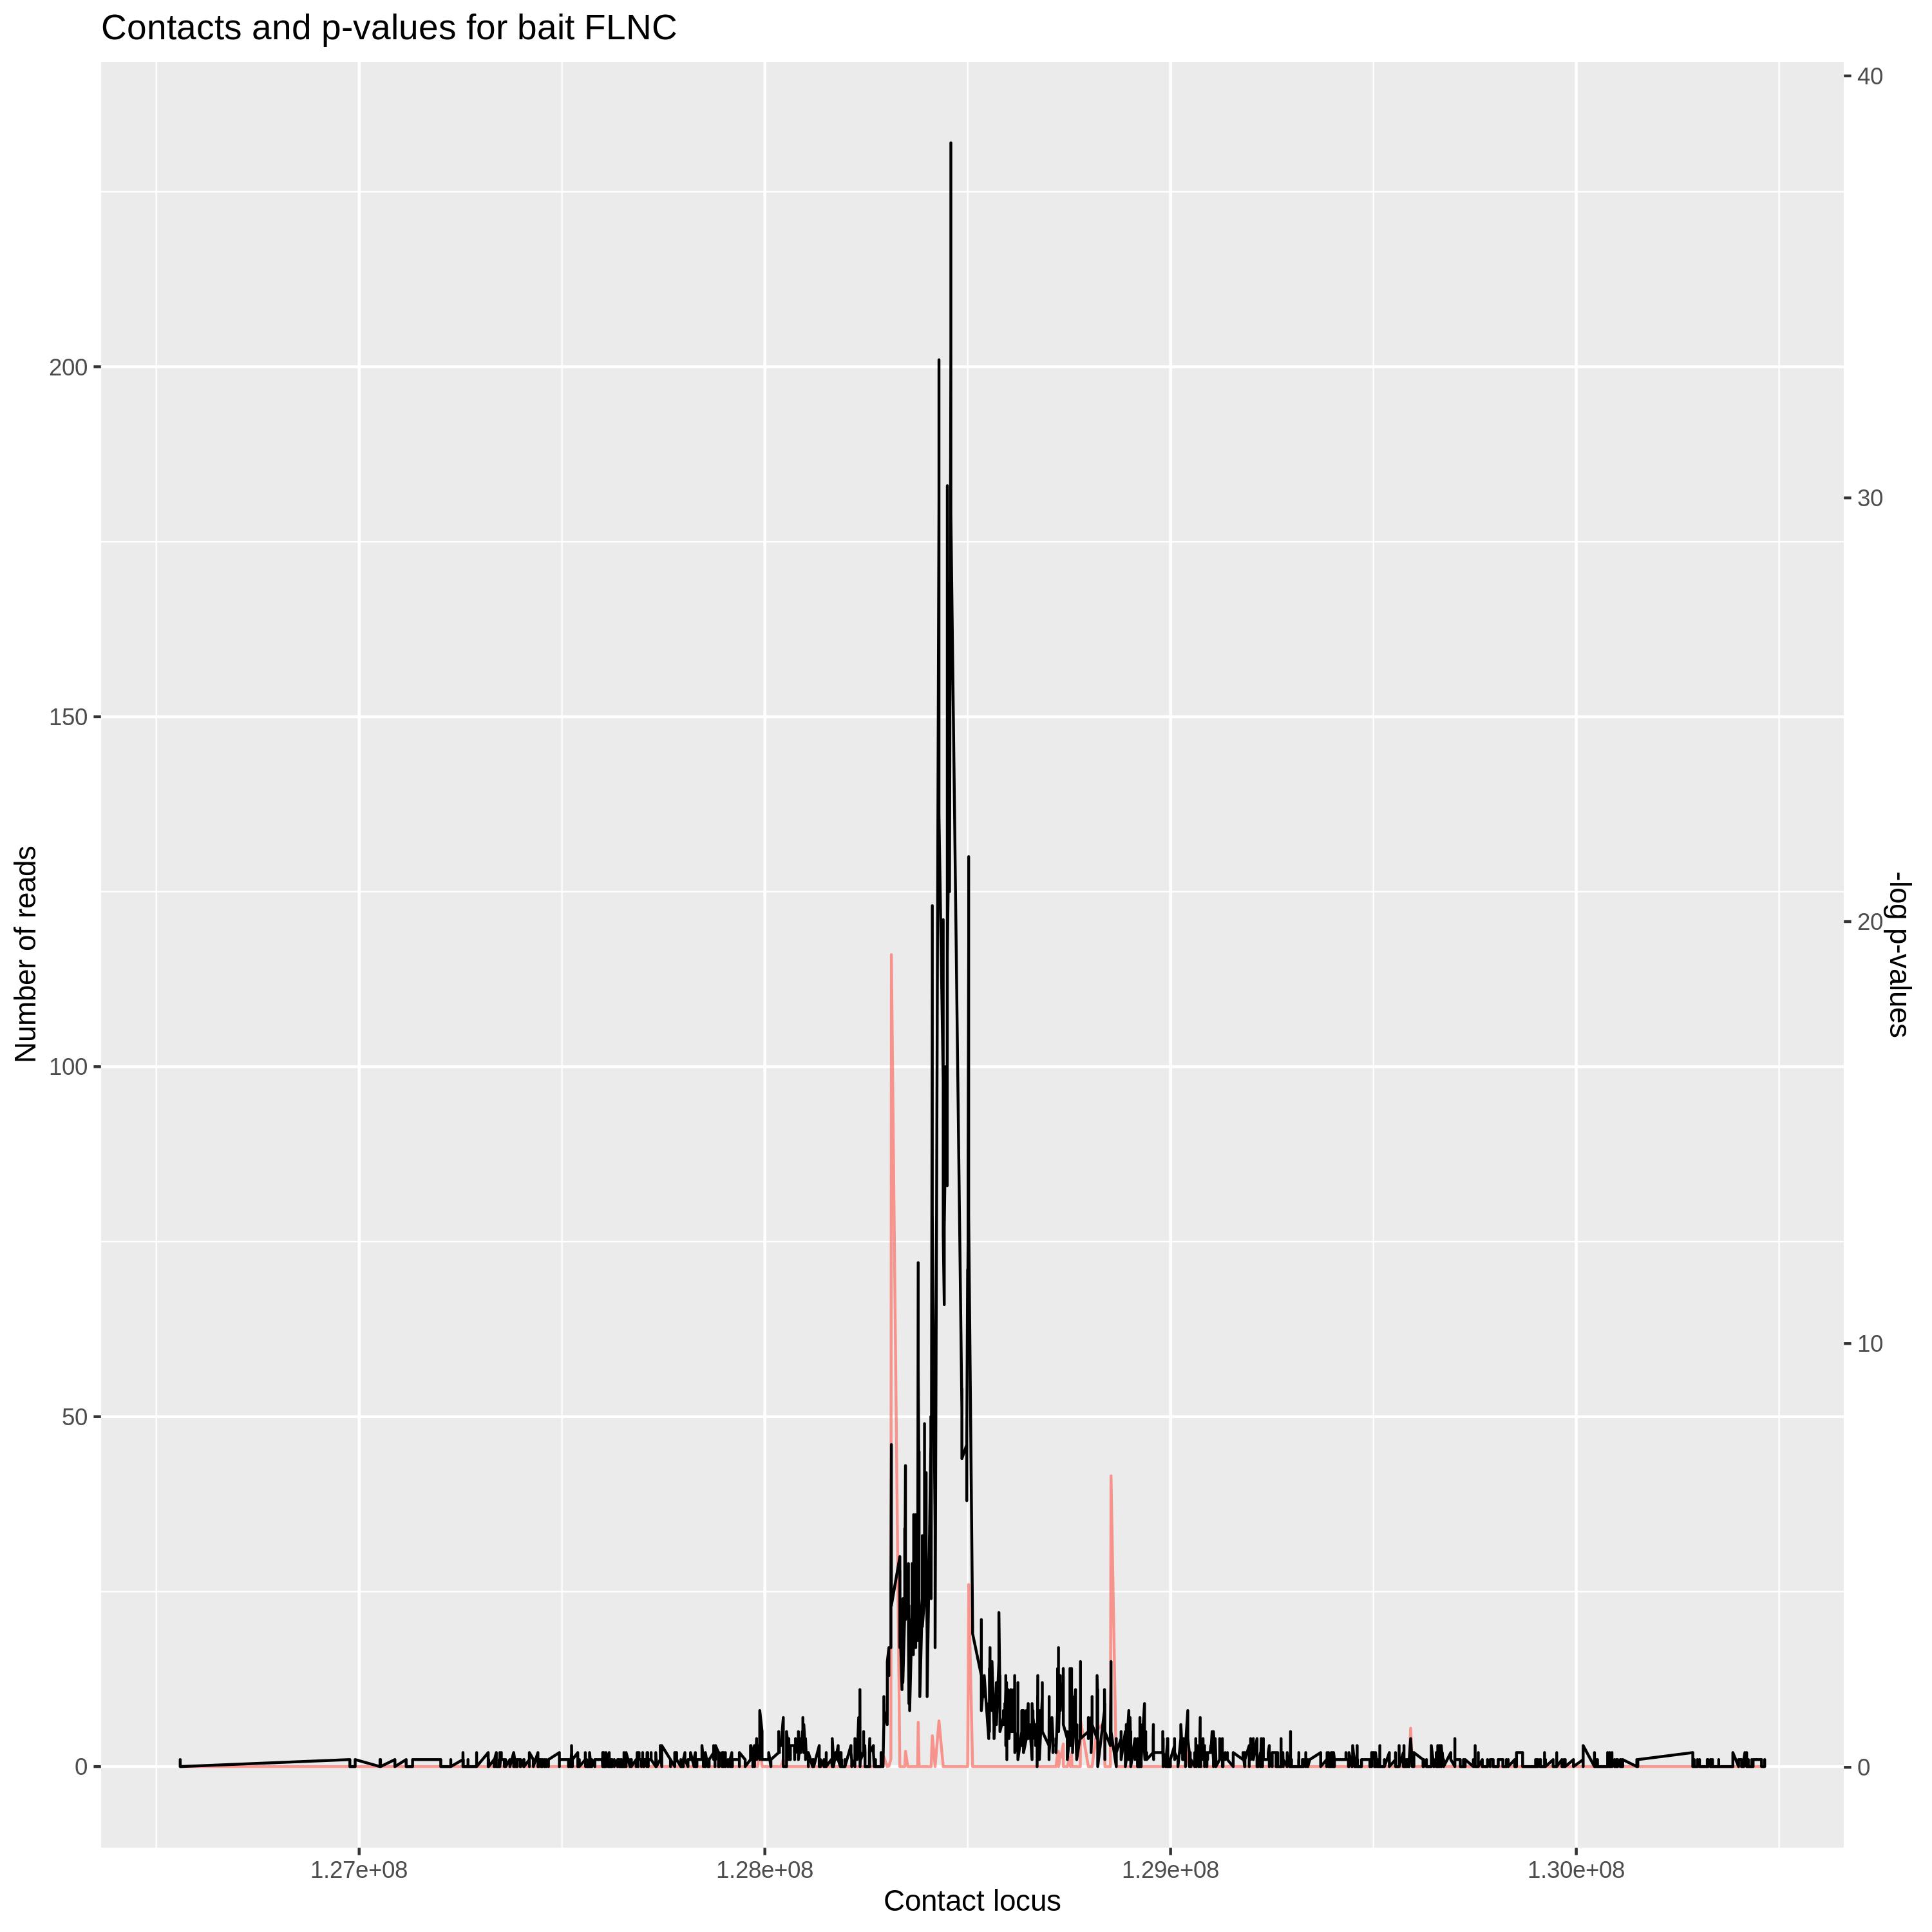 Contacts and p-values for bait FLNC
Number of reads
200
150
100
50
0
40
30
20
10
0
-log p-values
1.27e+08
1.28e+08
1.29e+08
1.30e+08
Contact locus